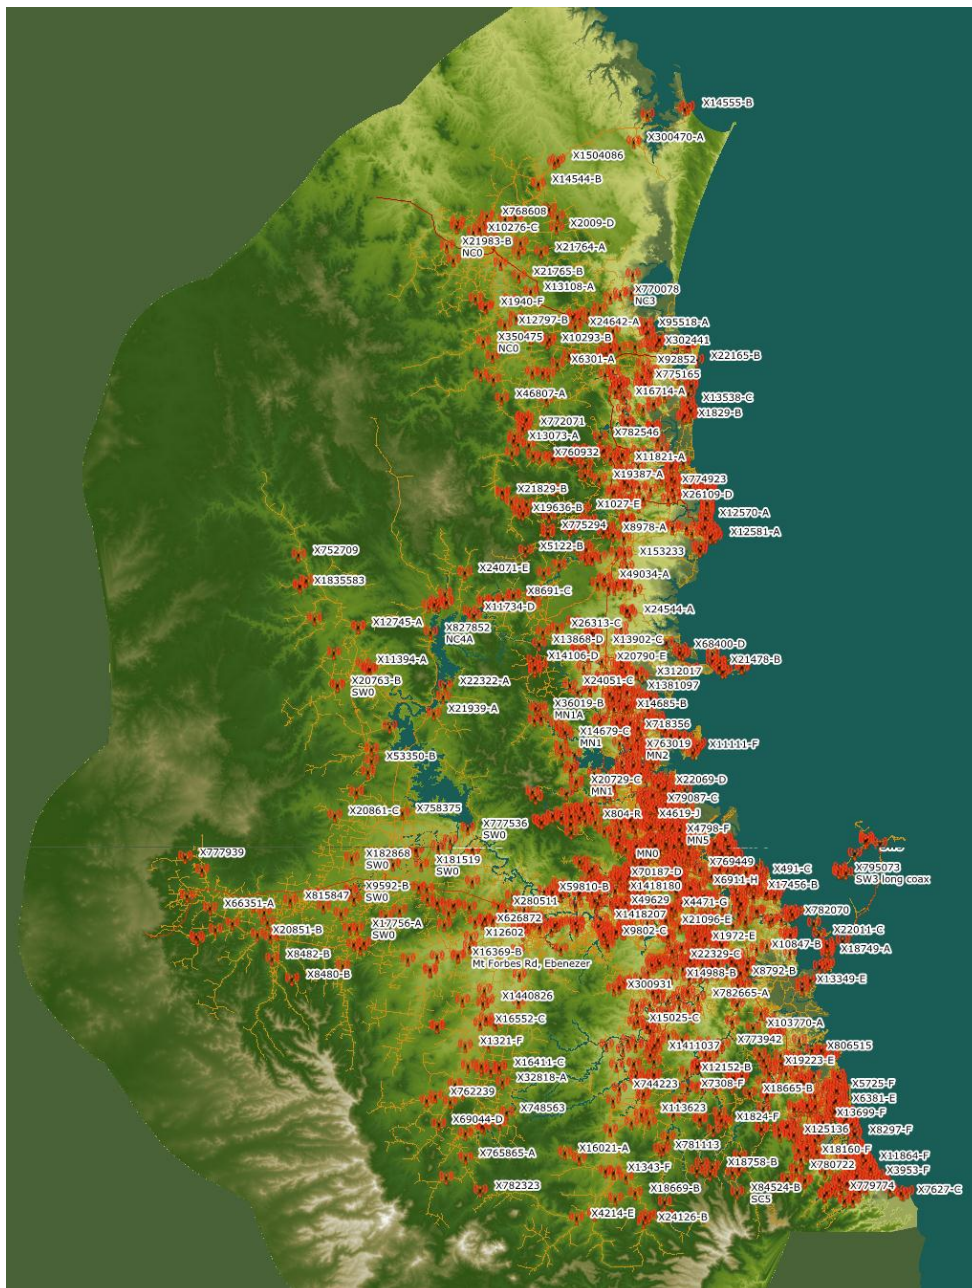 X14555-B
X300470-A
X1504086
X14544-B
X768608
X2009-D
X10276-C
X21983-B
NC0
X21764-A
X21765-B
X13108-A
X770078
NC3
X1940-F
X12797-B
X24642-A
X95518-A
X350475
NC0
X10293-B
X302441
X6301-A
X92852
X22165-B
X775165
X46807-A
X16714-A
X13538-C
X1829-B
X772071
X13073-A
X782546
X760932
X11821-A
X19387-A
X774923
X21829-B
X26109-D
X19636-B
X1027-E
X12570-A
X775294
X8978-A
X12581-A
X5122-B
X153233
X752709
X24071-E
X49034-A
X1835583
X8691-C
X11734-D
X24544-A
X12745-A
X827852
NC4A
X26313-C
X13868-D
X13902-C
X68400-D
X14106-D
X20790-E
X21478-B
X11394-A
X312017
X20763-B
SW0
X24051-C
X1381097
X22322-A
X36019-B
MN1A
X14685-B
X21939-A
X14679-C
MN1
X718356
X763019
MN2
X11111-F
X53350-B
X20729-C
MN1
X22069-D
X79087-C
X20861-C
X758375
X804-R
X4619-J
X777536
SW0
X4798-F
MN5
X777939
X182868
SW0
X181519
MN0
X769449
X795073
SW3 long coax
X70187-D
X491-C
X6911-H
X17456-B
X9592-B
SW0
X59810-B
X1418180
X815847
X280511
X49629
X4471-G
X66351-A
X626872
X1418207
X21096-E
X782070
X20851-B
X17756-A
SW0
X12602
X9802-C
X1972-E
X22011-C
X10847-B
X18749-A
X8482-B
X16369-B
Mt Forbes Rd, Ebenezer
X22329-C
X8480-B
X14988-B
X8792-B
X13349-E
X300931
X782665-A
X1440826
X16552-C
X15025-C
X103770-A
X1321-F
X1411037
X773942
X806515
X16411-C
X12152-B
X19223-E
X32818-A
X744223
X7308-F
X18665-B
X5725-F
X762239
X6381-E
X748563
X113623
X13699-F
X69044-D
X1824-F
X125136
X8297-F
X16021-A
X781113
X18160-F
X765865-A
X1343-F
X18758-B
X780722
X11864-F
X3953-F
X782323
X18669-B
X84524-B
SC5
X779774
X7627-C
X4214-E
X24126-B